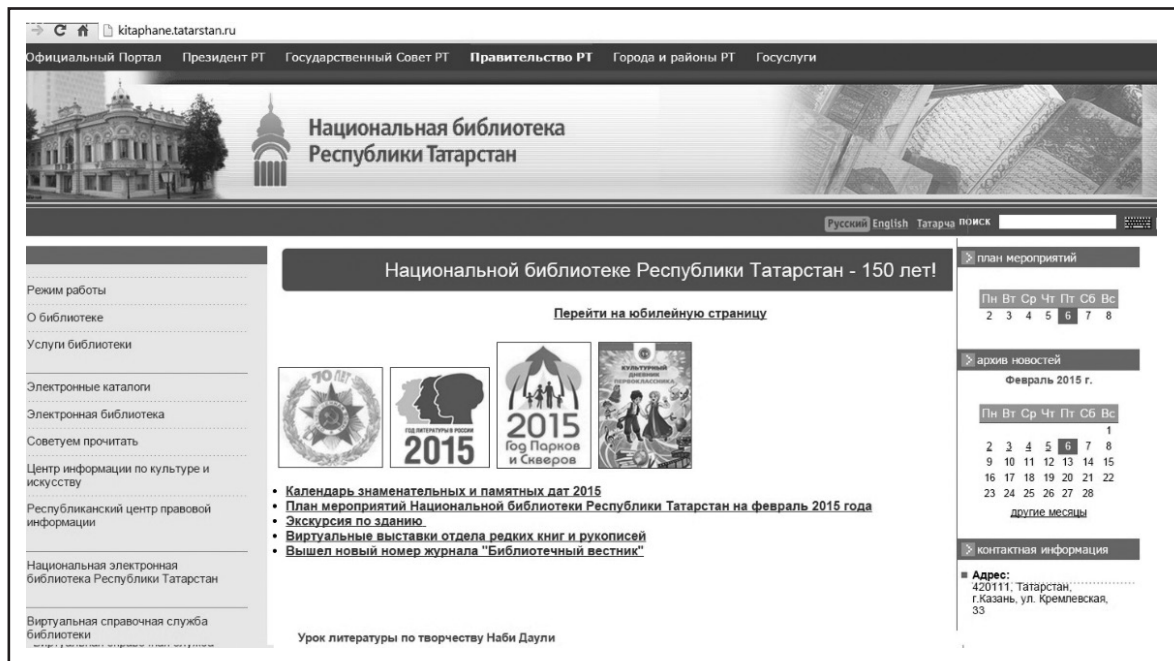 kitaphane.tatarstan.ru
Официальный Портал Президент РТ Государственный Совет РТ Правительство РТ Города и районы РТ Госуслуги
Национальная библиотека
Республики Татарстан
Русский English Татарча поиск
Режим работы
О библиотеке
Услуги библиотеки
Электронные каталоги
Электронная библиотека
Советуем прочитать
Центр информации по культуре и
искусству
Республиканский центр правовой
информации
Национальная электронная
библиотека Республики Татарстан
Виртуальная справочная служба
библиотеки
Национальной библиотеке Республики Татарстан - 150 лет!
Перейти на юбилейную страницу
70 ЛЕТ
ГОД ЛИТЕРАТУРЫ В РОССИИ
2015
2015
Год Парков
и Скверов
КУЛЬТУРНЫЙ
ДНЕВНИК
ПЕРВОКЛАССНИКА
Календарь знаменательных и памятных дат 2015
План мероприятий Национальной библиотеки Республики Татарстан на февраль 2015 года
Экскурсия по зданию
Виртуальные выставки отдела редких книг и рукописей
Вышел новый номер журнала "Библиотечный вестник"
Урок литературы по творчеству Наби Даули
план мероприятий
Пн Вт Ср Чт Пт Сб Вс
2 3 4 5 6 7 8
архив новостей
Февраль 2015 г.
Пн Вт Ср Чт Пт Сб Вс
1
2 3 4 5 6 7 8
9 10 11 12 13 14 15
16 17 18 19 20 21 22
23 24 25 26 27 28
другие месяцы
контактная информация
Адрес:
420111, Татарстан,
г.Казань, ул. Кремлевская,
33